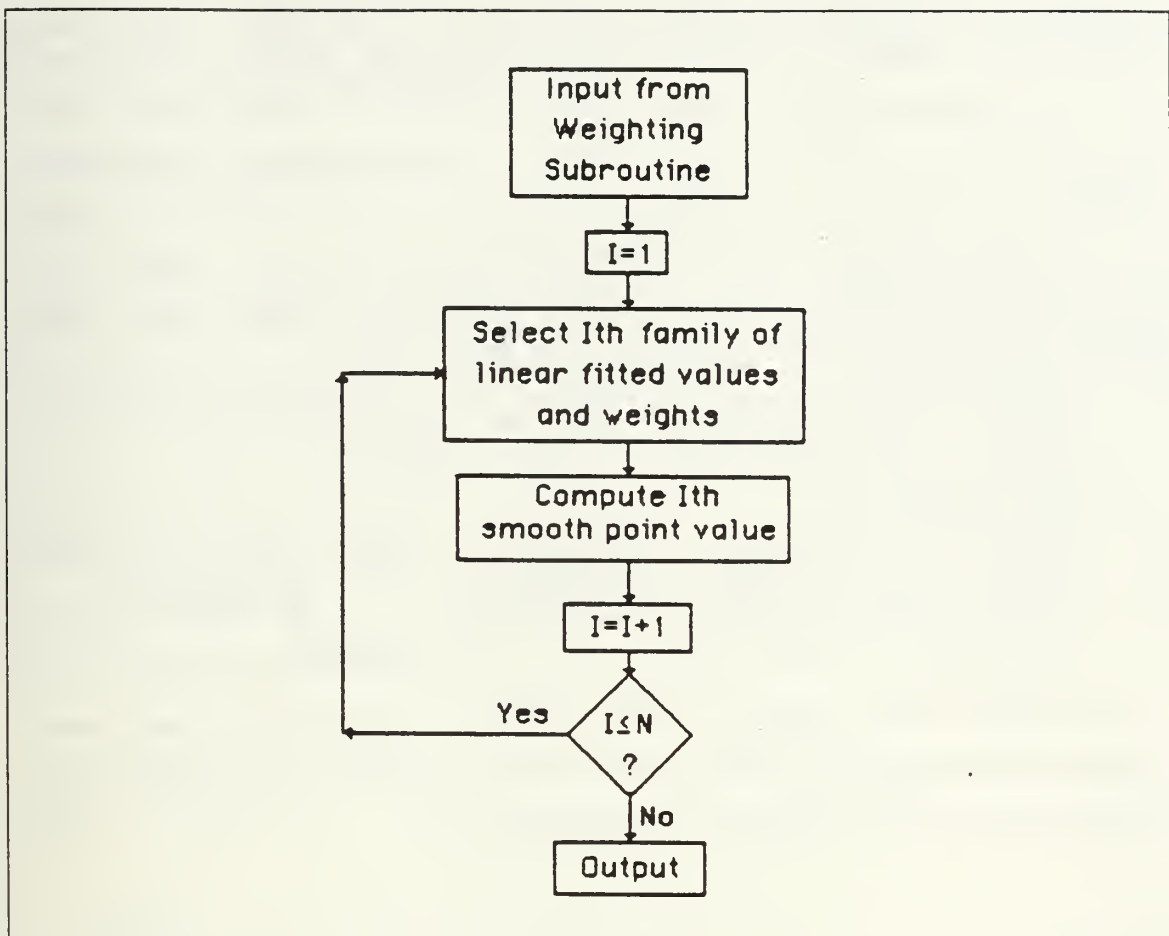 Input from
Weighting
Subroutine
I=1
Select Ith family of
linear fitted values
and weights
Compute Ith
smooth point value
I=I+1
Yes
I≤N
?
No
Output